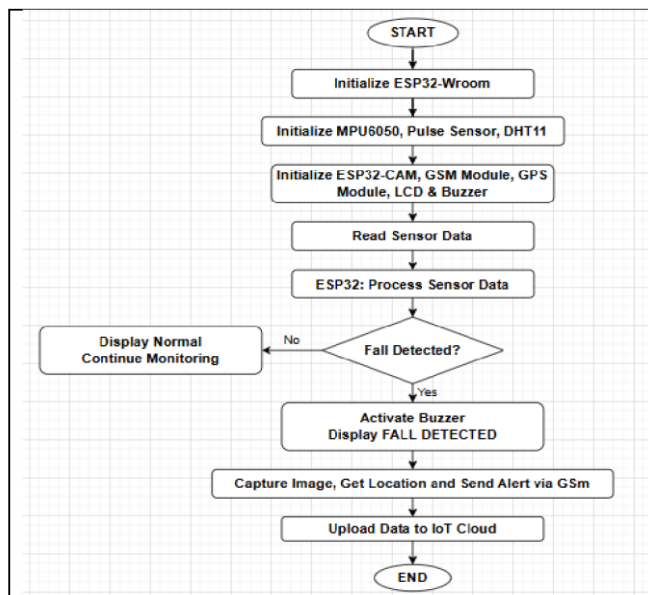 START
Initialize ESP32-Wroom
Initialize MPU6050, Pulse Sensor, DHT11
Initialize ESP32-CAM, GSM Module, GPS
Module, LCD & Buzzer
Read Sensor Data
ESP32: Process Sensor Data
Fall Detected?
No
Display Normal
Continue Monitoring
Yes
Activate Buzzer
Display FALL DETECTED
Capture Image, Get Location and Send Alert via GSm
Upload Data to IoT Cloud
END